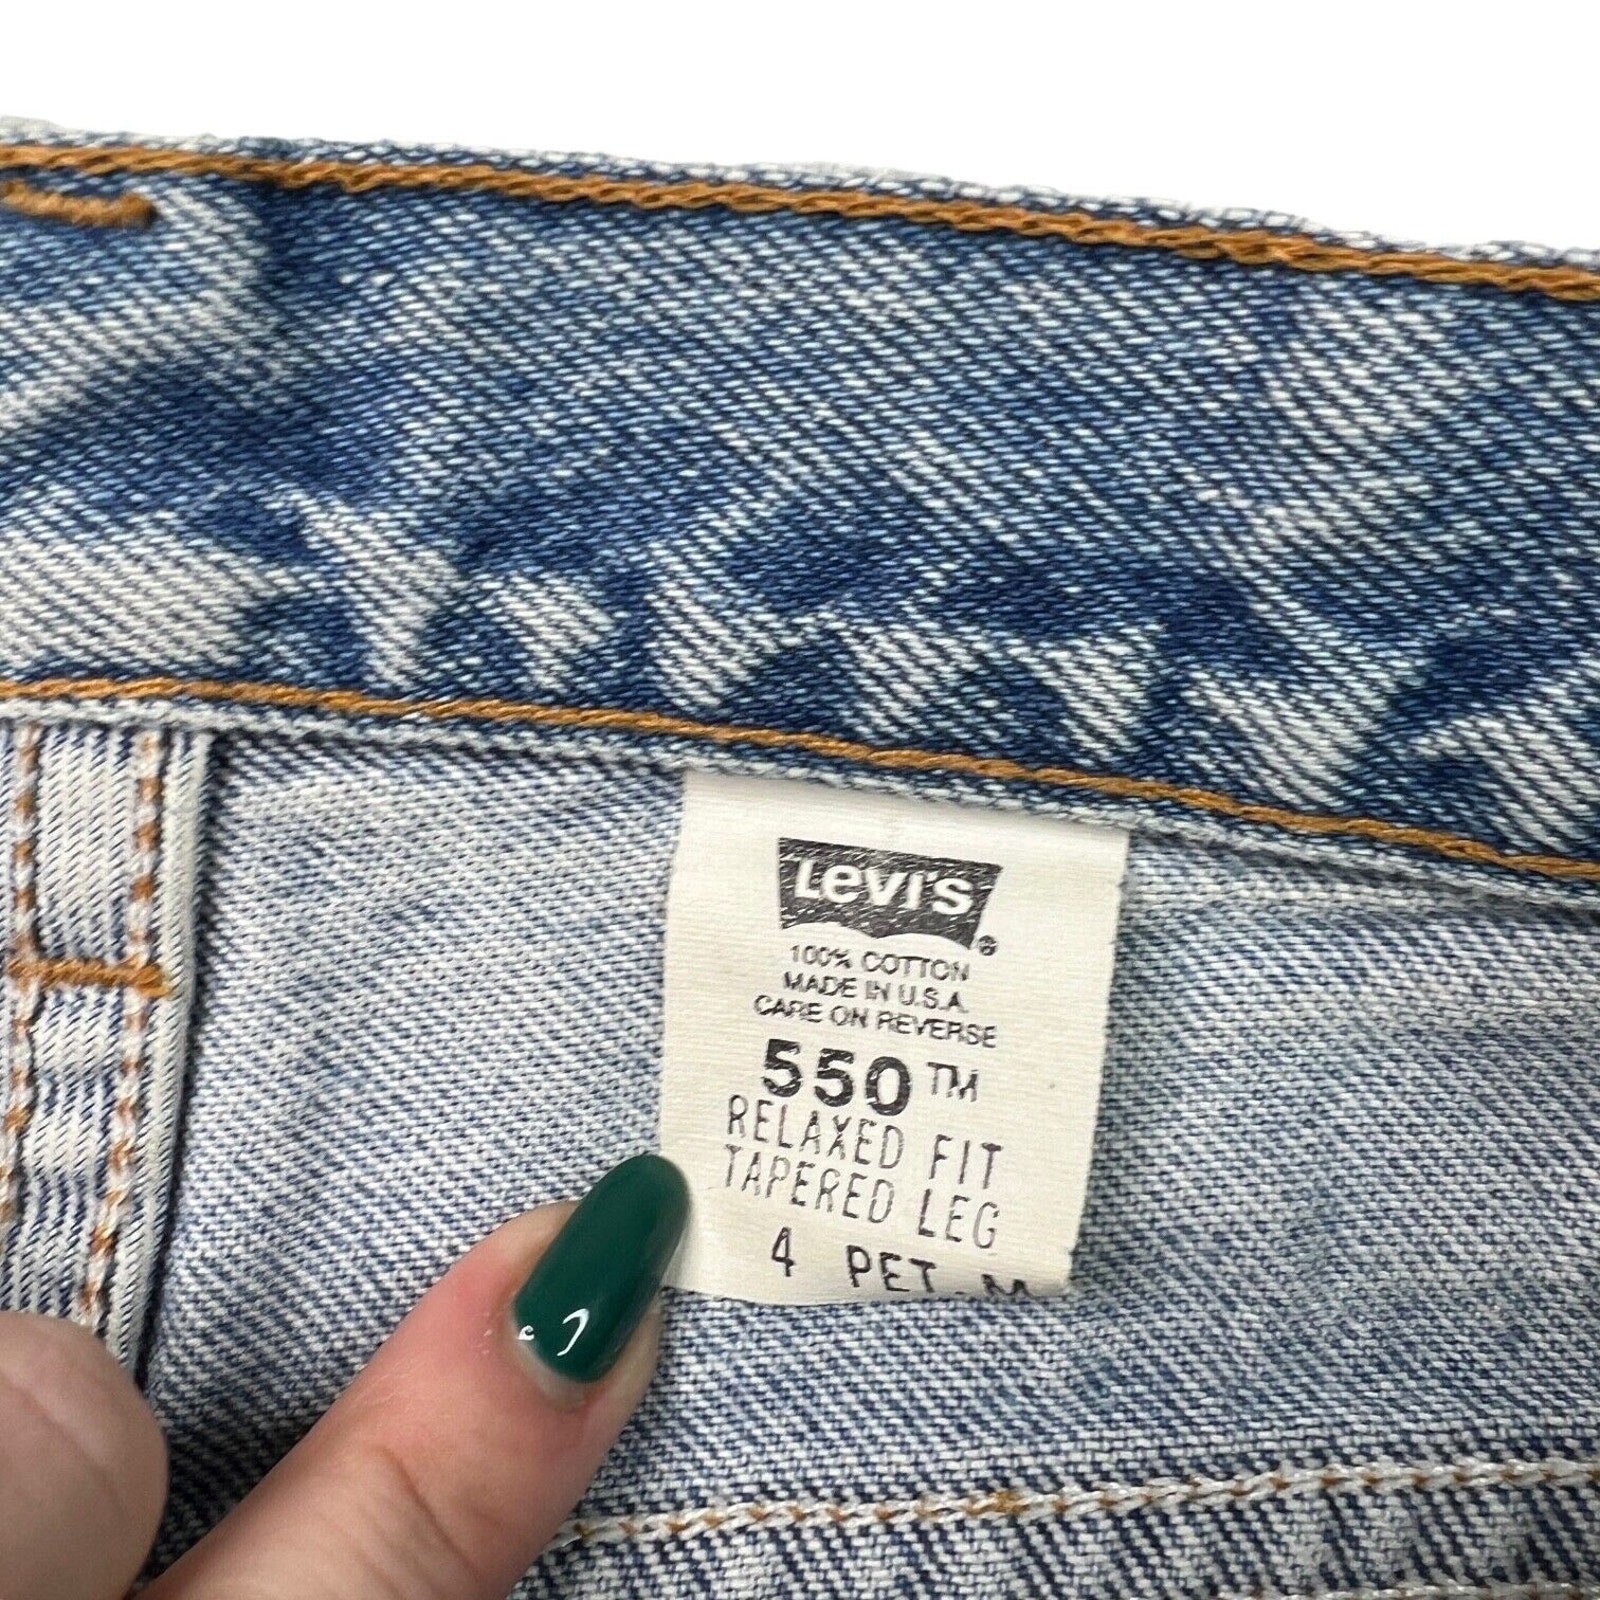 Levi's®
100% COTTON
MADE IN U.S.A.
CARE ON REVERSE
550™
RELAXED FIT
TAPERED LEG
4 PET. M